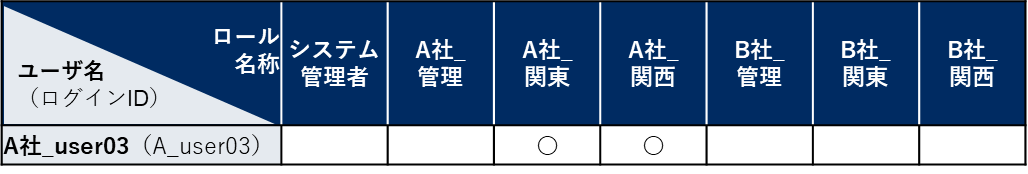 ロール
名称
ユーザ名
（ログインID）
システム
管理者
A社_
管理
A社_
関東
A社_
関西
B社_
管理
B社_
関東
B社_
関西
A社_user03（A_user03） ○ ○